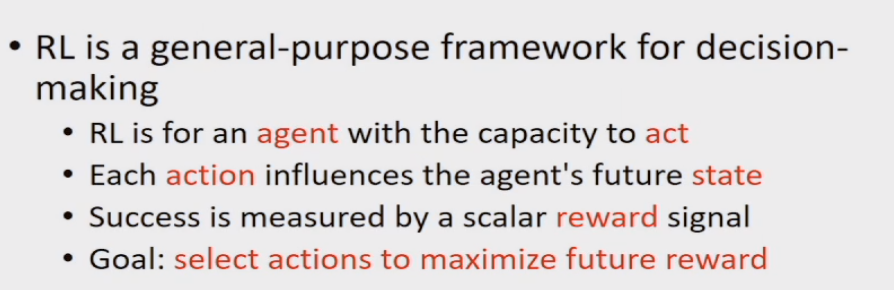 • RL is a general-purpose framework for decision-
making
• RL is for an agent with the capacity to act
• Each action influences the agent's future state
• Success is measured by a scalar reward signal
• Goal: select actions to maximize future reward